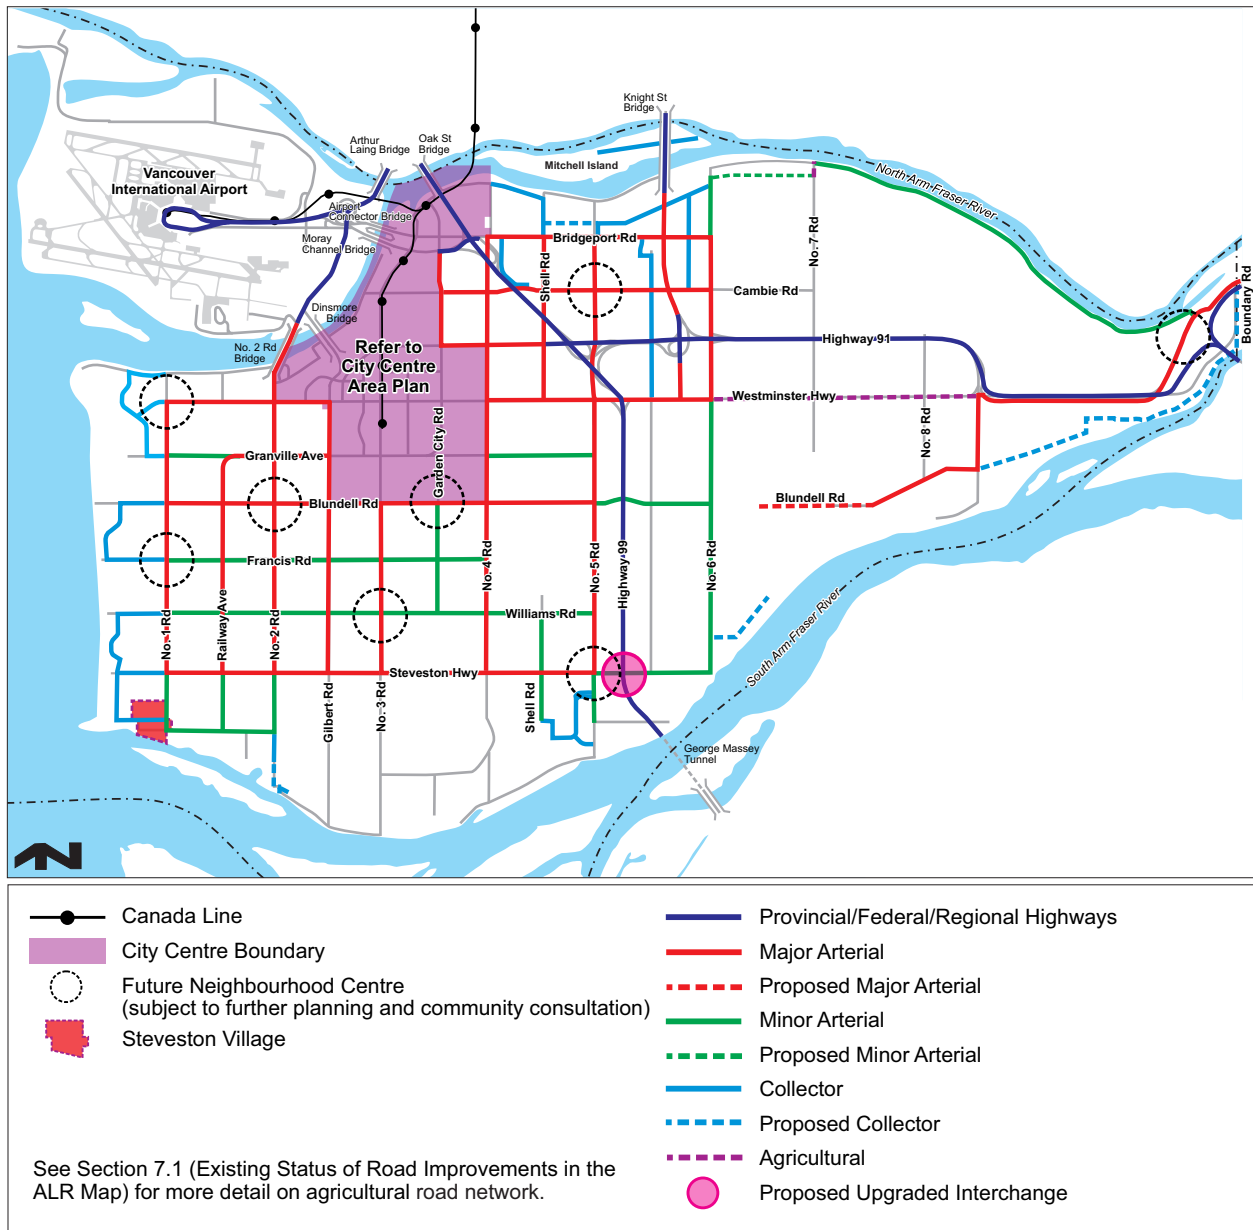 Knight St
Bridge
Arthur
Laing Bridge
Oak St
Bridge
Mitchell Island
Vancouver
International Airport
North Arm Fraser River
Airport
Connector Bridge
Moray
Channel Bridge
Bridgeport Rd
No. 7 Rd
Shell Rd
Cambie Rd
Boundary Rd
Dinsmore
Bridge
No. 2 Rd
Bridge
Refer to
City Centre
Area Plan
Highway 91
Westminster Hwy
Garden City Rd
No. 8 Rd
Granville Ave
Blundell Rd
Blundell Rd
Francis Rd
No. 4 Rd
No. 5 Rd
Highway 99
No. 6 Rd
Williams Rd
No. 1 Rd
Railway Ave
No. 2 Rd
South Arm Fraser River
Steveston Hwy
Gilbert Rd
No. 3 Rd
Shell Rd
George Massey
Tunnel
N
Canada Line
City Centre Boundary
Future Neighbourhood Centre
(subject to further planning and community consultation)
Steveston Village
See Section 7.1 (Existing Status of Road Improvements in the
ALR Map) for more detail on agricultural road network.
Provincial/Federal/Regional Highways
Major Arterial
Proposed Major Arterial
Minor Arterial
Proposed Minor Arterial
Collector
Proposed Collector
Agricultural
Proposed Upgraded Interchange